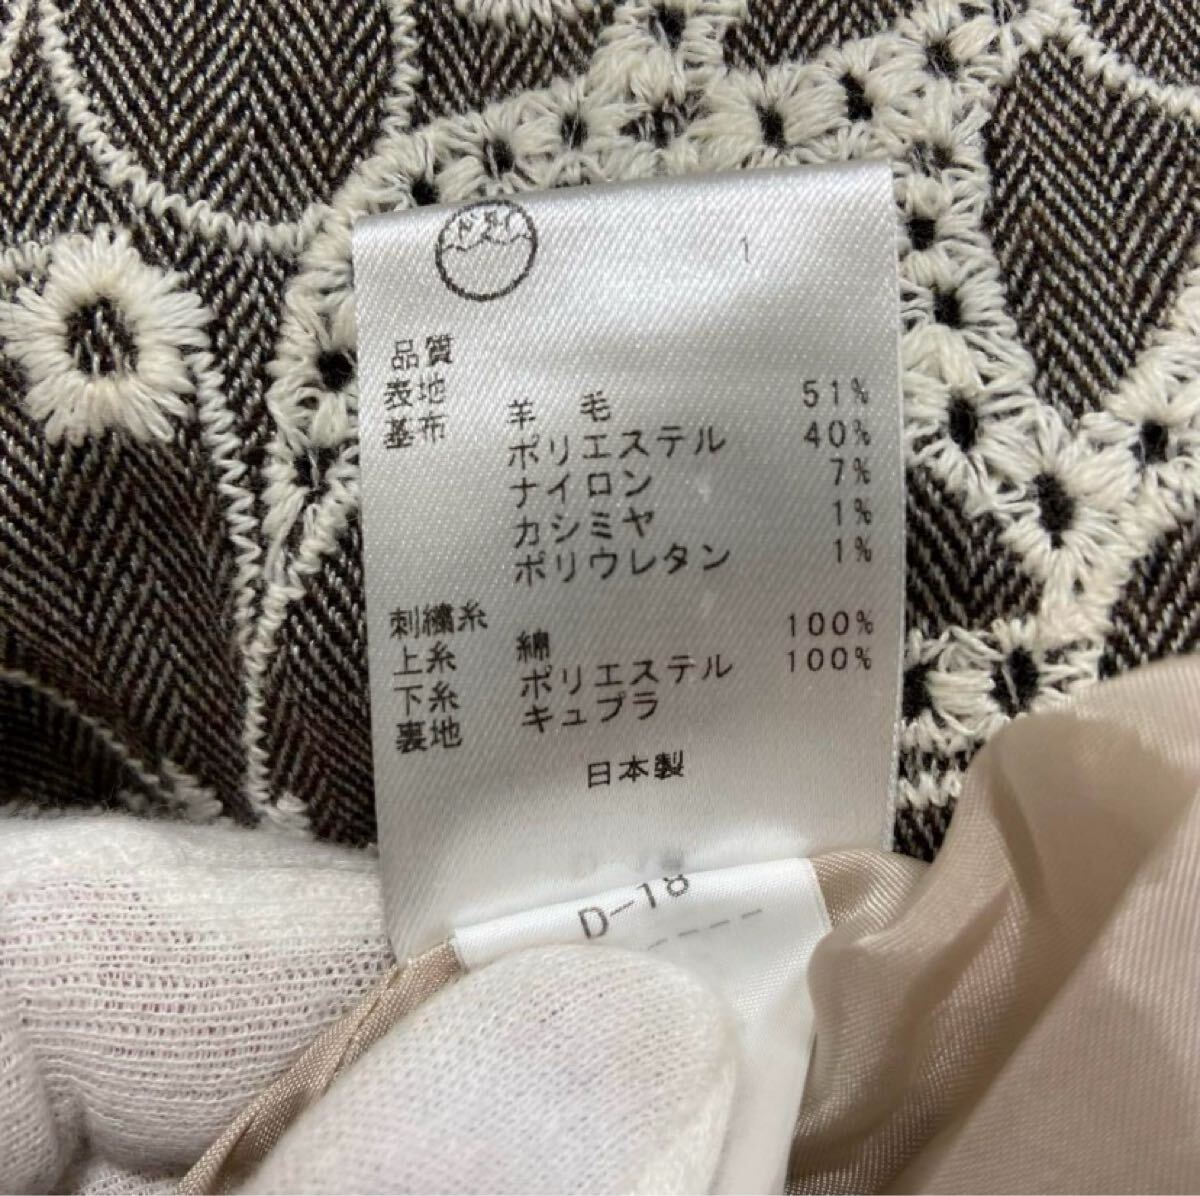 ドライ
1
品質
表地
基布 羊 毛 51%
ポリエステル 40%
ナイロン 7%
カシミヤ 1%
ポリウレタン 1%
刺繍糸
上糸 綿 100%
下糸 ポリエステル 100%
裏地 キュプラ
日本製
D-18